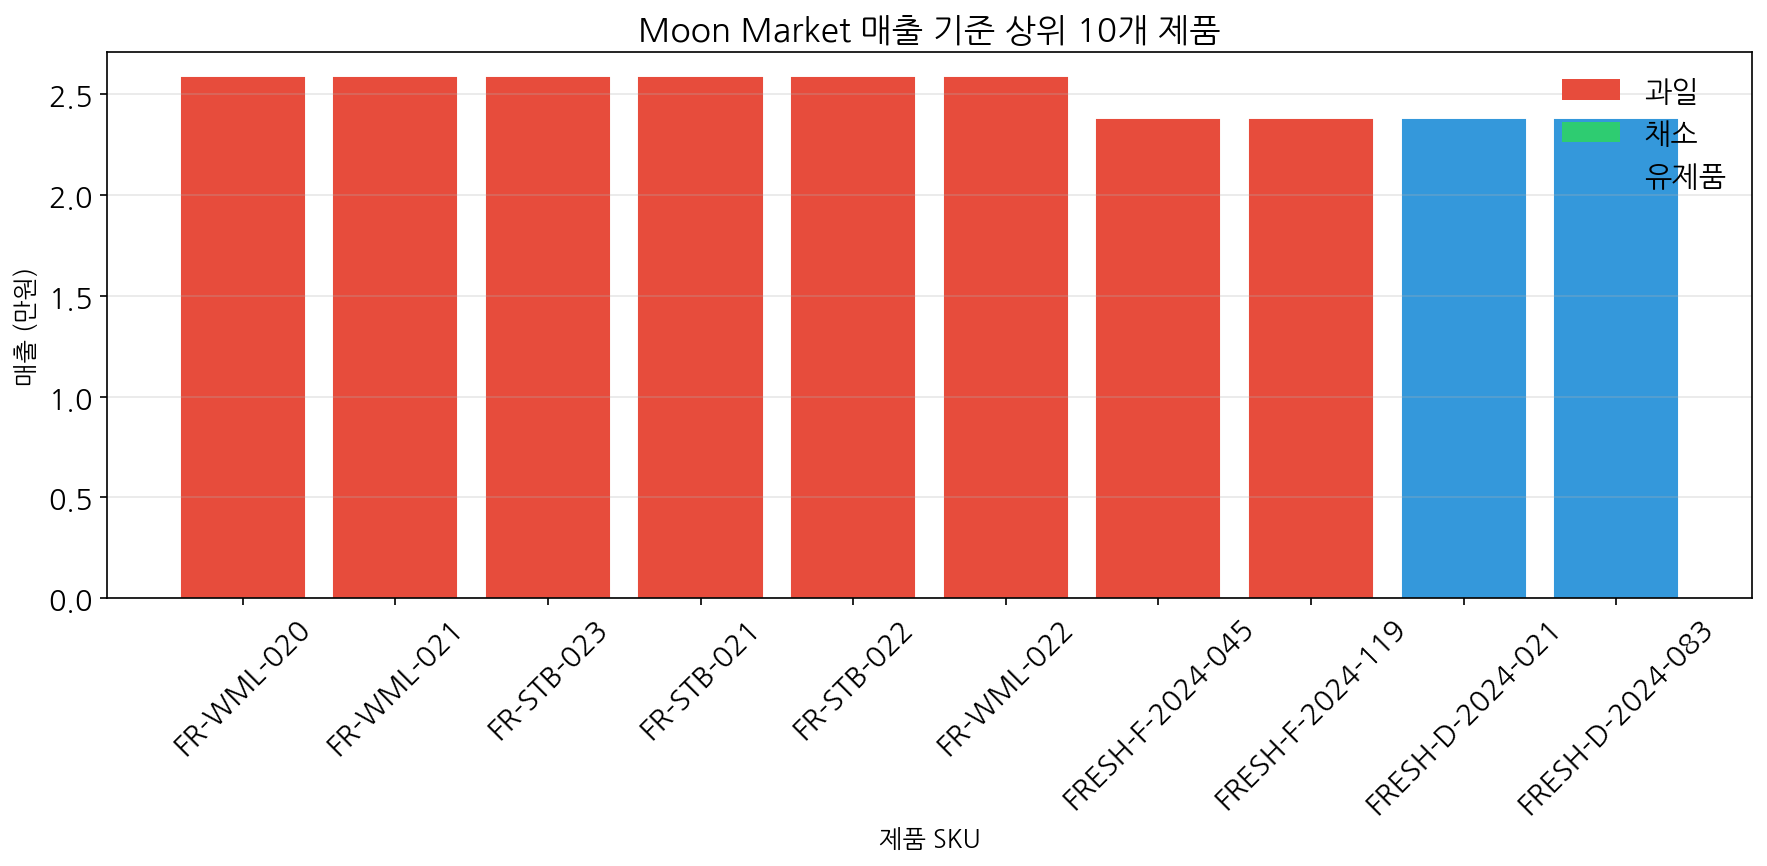 Moon Market 매출 기준 상위 10개 제품
매출 (만원)
2.5
2.0
1.5
1.0
0.5
0.0
과일
채소
유제품
FR-WML-020
FR-WML-021
FR-STB-023
FR-STB-021
FR-STB-022
FR-WML-022
FRESH-F-2024-045
FRESH-F-2024-119
FRESH-D-2024-021
FRESH-D-2024-083
제품 SKU